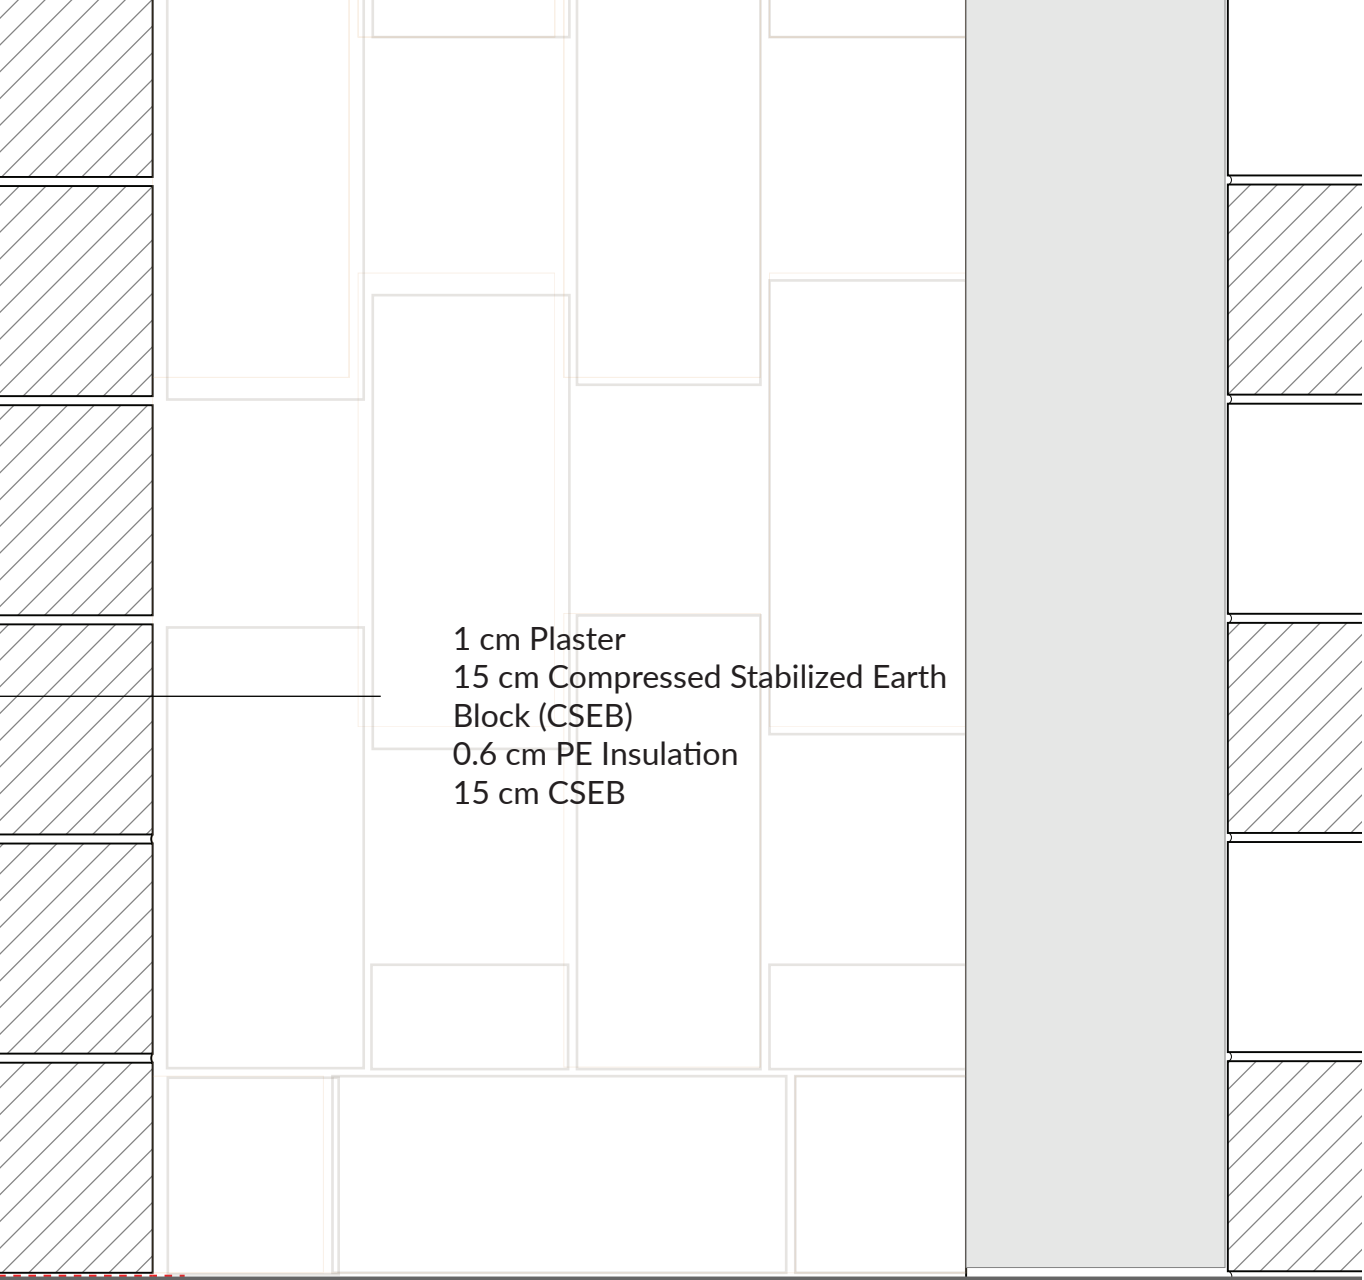 1 cm Plaster
15 cm Compressed Stabilized Earth
Block (CSEB)
0.6 cm PE Insulation
15 cm CSEB